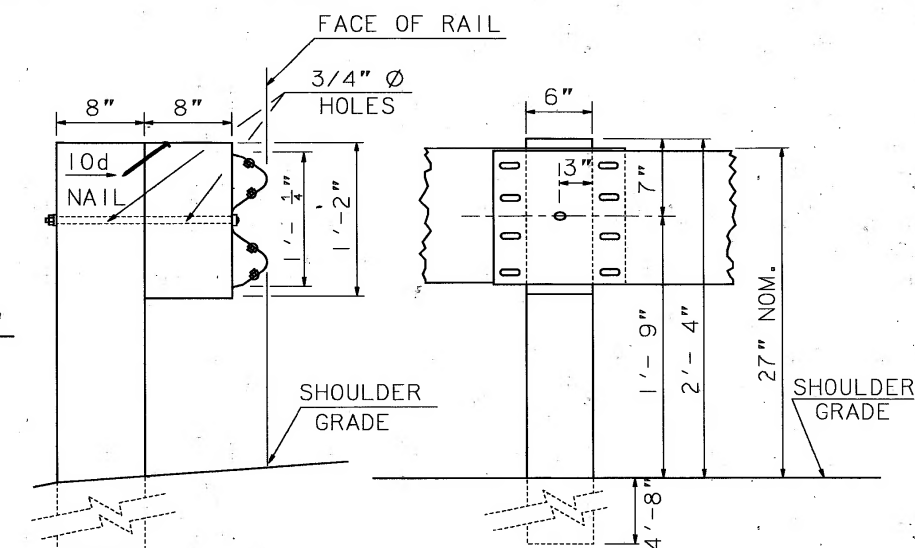 FACE OF RAIL
3/4" Ø
HOLES
8"
8"
10d
NAIL
1'- 1/4"
1'-2"
SHOULDER
GRADE
6"
3"
7"
1'- 9"
2'- 4"
27" NOM.
SHOULDER
GRADE
4'-8"